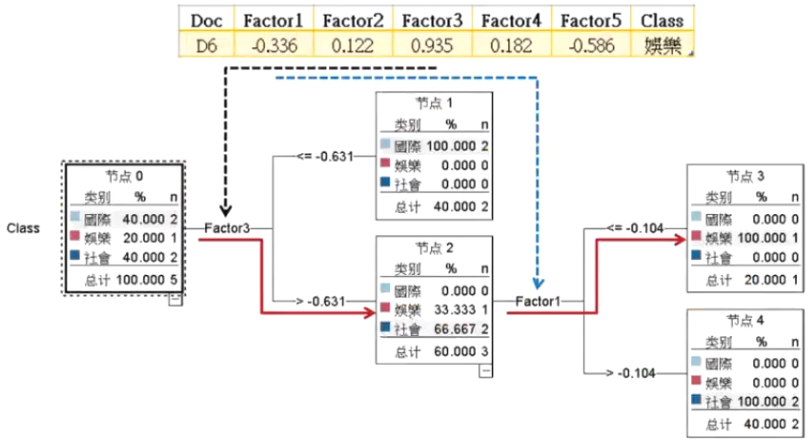 Doc Factor1 Factor2 Factor3 Factor4 Factor5 Class
D6 -0.336 0.122 0.935 0.182 -0.586 娛樂
Class
节点 0
类别 % n
國際 40.000 2
娛樂 20.000 1
社會 40.000 2
总计 100.000 5
Factor3
<= -0.631
节点 1
类别 % n
國際 100.000 2
娛樂 0.000 0
社會 0.000 0
总计 40.000 2
> -0.631
节点 2
类别 % n
國際 0.000 0
娛樂 33.333 1
社會 66.667 2
总计 60.000 3
Factor1
<= -0.104
节点 3
类别 % n
國際 0.000 0
娛樂 100.000 1
社會 0.000 0
总计 20.000 1
> -0.104
节点 4
类别 % n
國際 0.000 0
娛樂 0.000 0
社會 100.000 2
总计 40.000 2